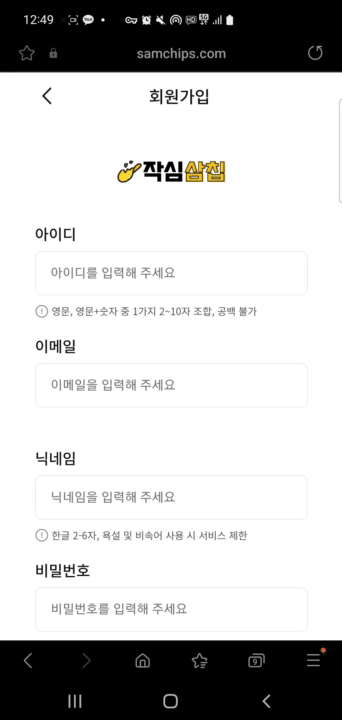 12:49
samchips.com
회원가입
작심삼칩
아이디
아이디를 입력해 주세요
영문, 영문+숫자 중 1가지 2~10자 조합, 공백 불가
이메일
이메일을 입력해 주세요
닉네임
닉네임을 입력해 주세요
한글 2-6자, 욕설 및 비속어 사용 시 서비스 제한
비밀번호
비밀번호를 입력해 주세요
9